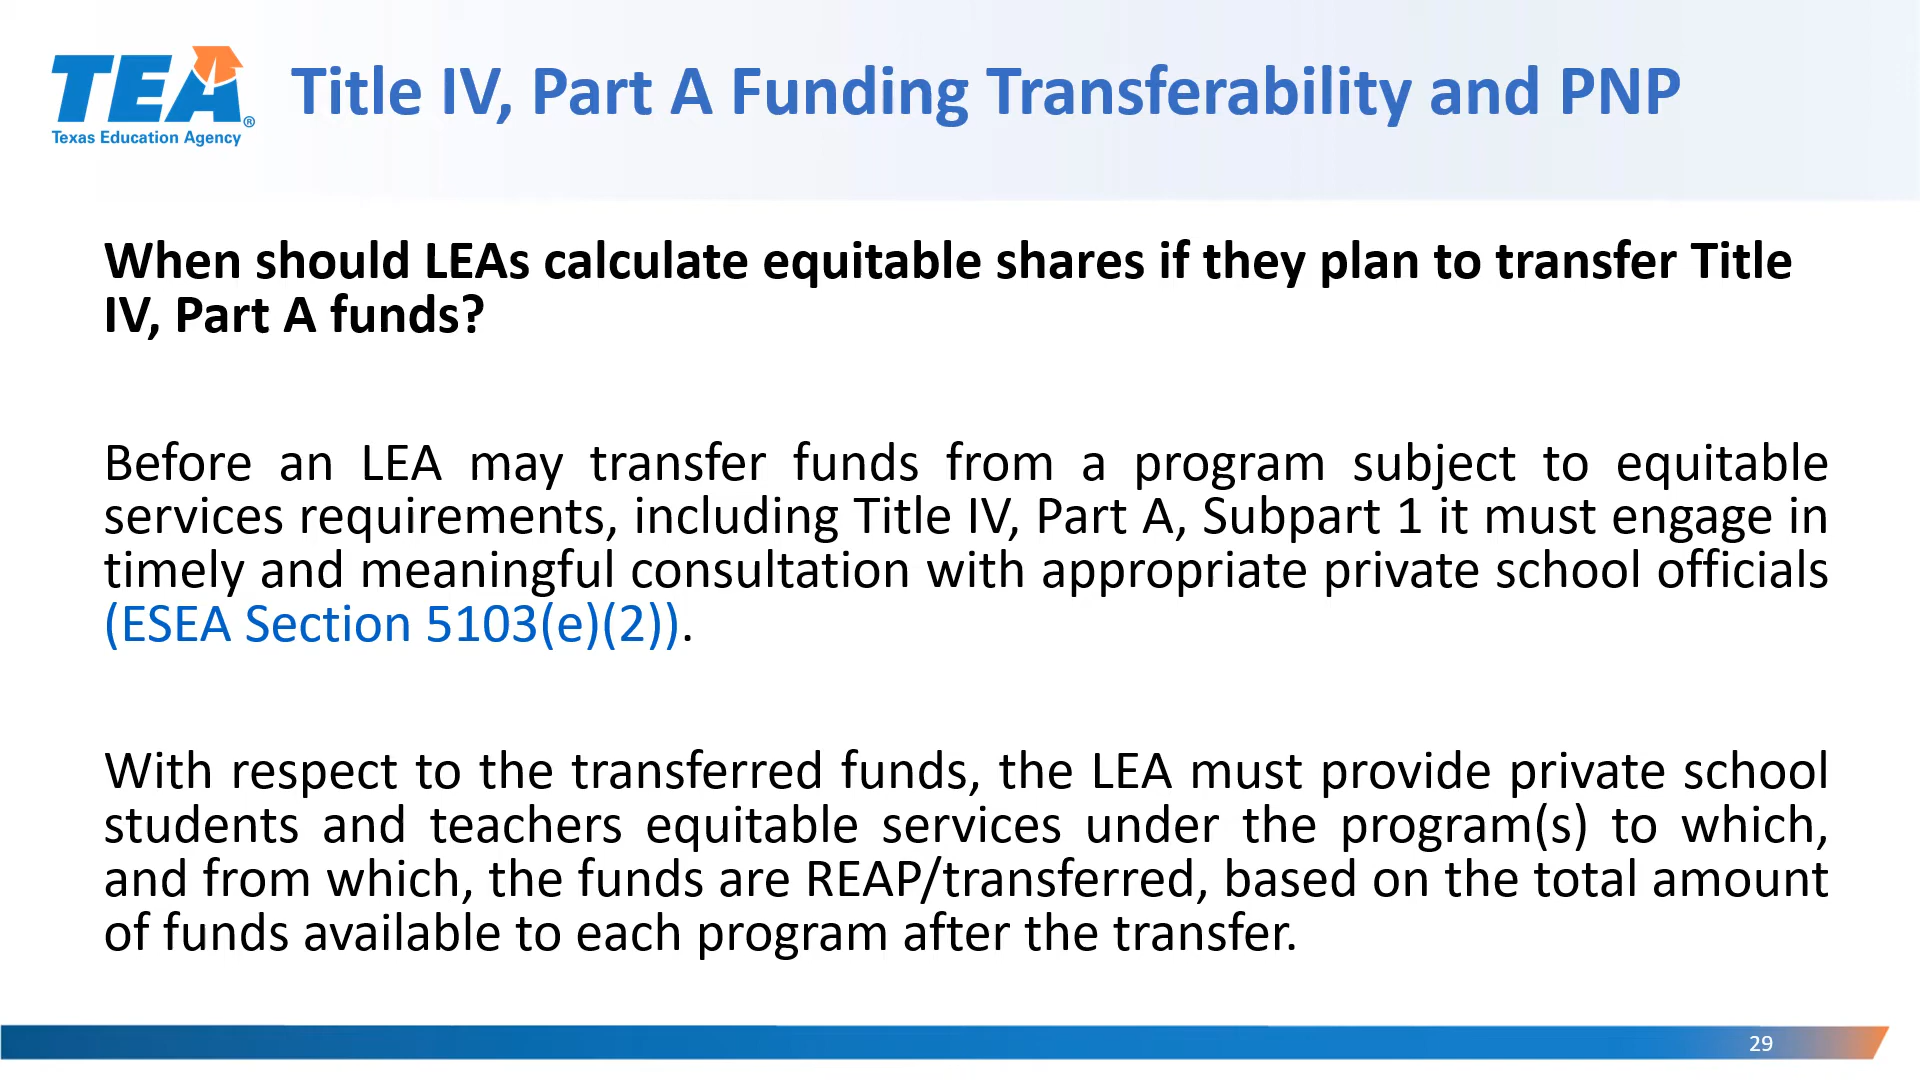 TEA®
Texas Education Agency
Title IV, Part A Funding Transferability and PNP
When should LEAs calculate equitable shares if they plan to transfer Title
IV, Part A funds?
Before an LEA may transfer funds from a program subject to equitable
services requirements, including Title IV, Part A, Subpart 1 it must engage in
timely and meaningful consultation with appropriate private school officials
(ESEA Section 5103(e)(2)).
With respect to the transferred funds, the LEA must provide private school
students and teachers equitable services under the program(s) to which,
and from which, the funds are REAP/transferred, based on the total amount
of funds available to each program after the transfer.
29